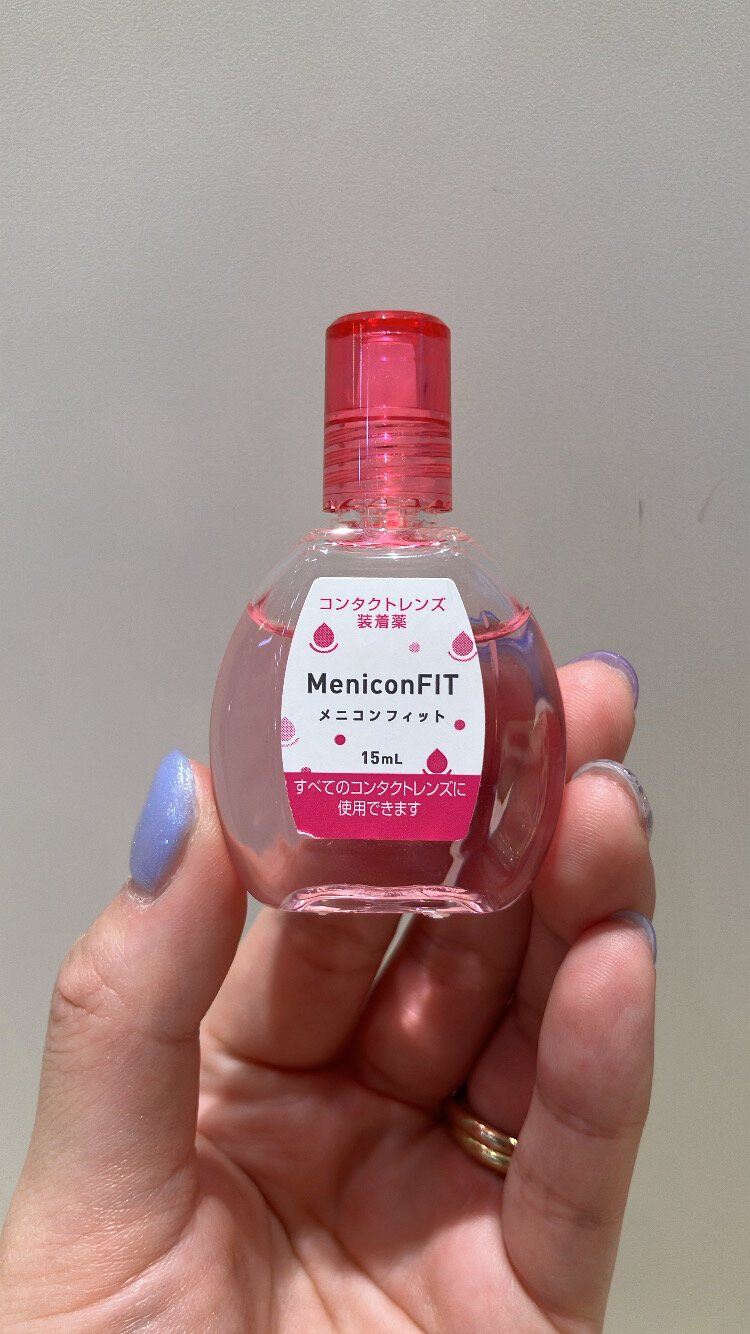 コンタクトレンズ
装着薬
MeniconFIT
メニコンフィット
15mL
すべてのコンタクトレンズに
使用できます